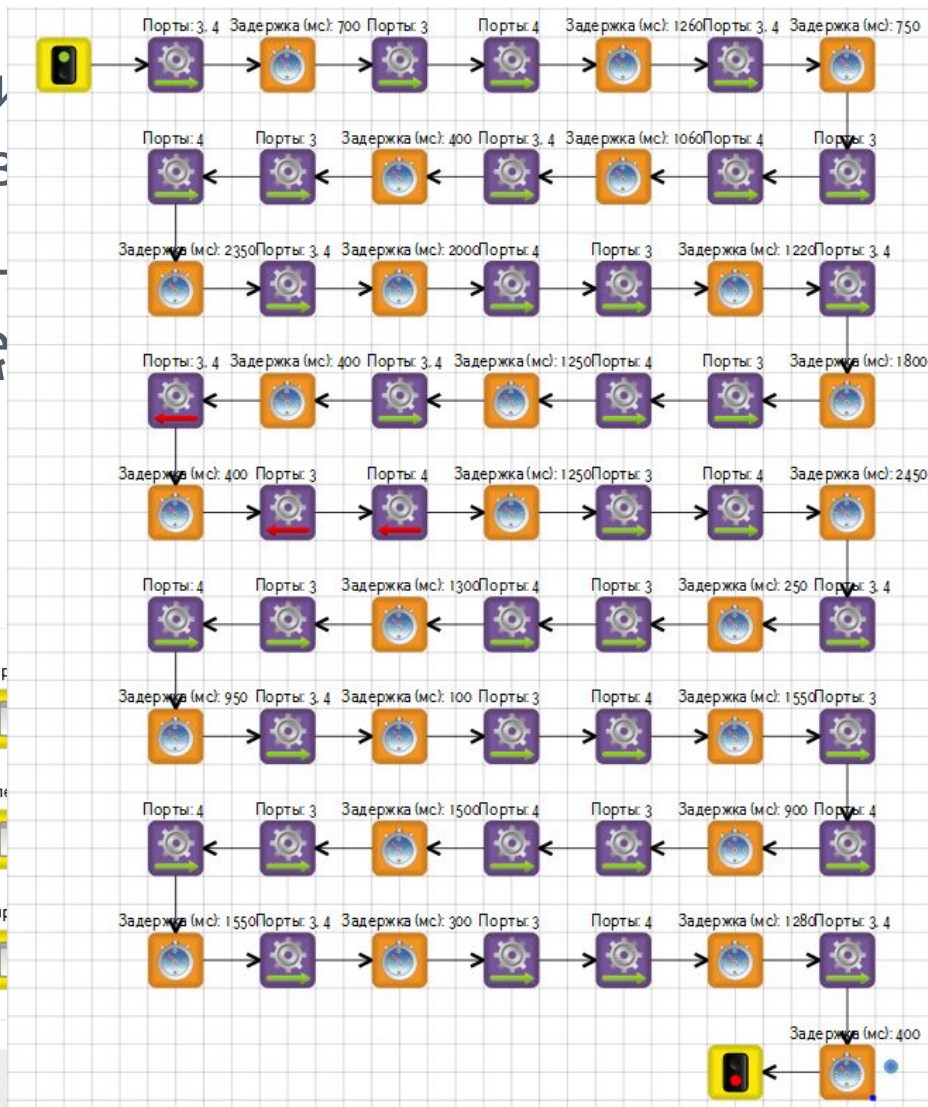 Порты: 3, 4 Задержка (мс): 700 Порты: 3 Порты: 4 Задержка (мс): 1260 Порты: 3, 4 Задержка (мс): 750
Порты: 4 Порты: 3 Задержка (мс): 400 Порты: 3, 4 Задержка (мс): 1060 Порты: 4 Порты: 3
Задержка (мс): 2350 Порты: 3, 4 Задержка (мс): 2000 Порты: 4 Порты: 3 Задержка (мс): 1220 Порты: 3, 4
Порты: 3, 4 Задержка (мс): 400 Порты: 3, 4 Задержка (мс): 1250 Порты: 4 Порты: 3 Задержка (мс): 1800
Задержка (мс): 400 Порты: 3 Порты: 4 Задержка (мс): 1250 Порты: 3 Порты: 4 Задержка (мс): 2450
Порты: 4 Порты: 3 Задержка (мс): 1300 Порты: 4 Порты: 3 Задержка (мс): 250 Порты: 3, 4
Задержка (мс): 950 Порты: 3, 4 Задержка (мс): 100 Порты: 3 Порты: 4 Задержка (мс): 1550 Порты: 3
Порты: 4 Порты: 3 Задержка (мс): 1500 Порты: 4 Порты: 3 Задержка (мс): 900 Порты: 4
Задержка (мс): 1550 Порты: 3, 4 Задержка (мс): 300 Порты: 3 Порты: 4 Задержка (мс): 1280 Порты: 3, 4
Задержка (мс): 400